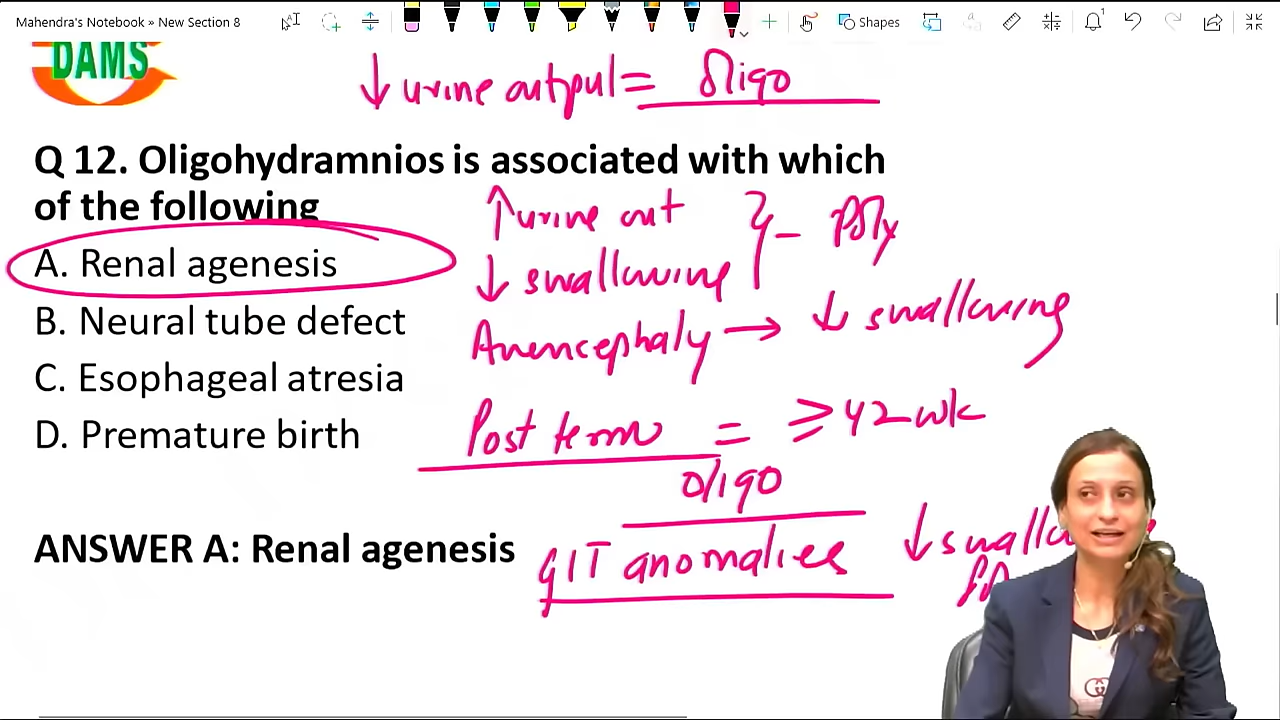 Mahendra's Notebook » New Section 8
Shapes
DAMS
↓ urine output = oligo
Q 12. Oligohydramnios is associated with which
of the following
↑ urine out
↓ swallowing } – Poly
A. Renal agenesis
B. Neural tube defect
Anencephaly → ↓ swallowing
C. Esophageal atresia
D. Premature birth
Post term = ≥ 42 wk
oligo
ANSWER A: Renal agenesis
GIT anomalies